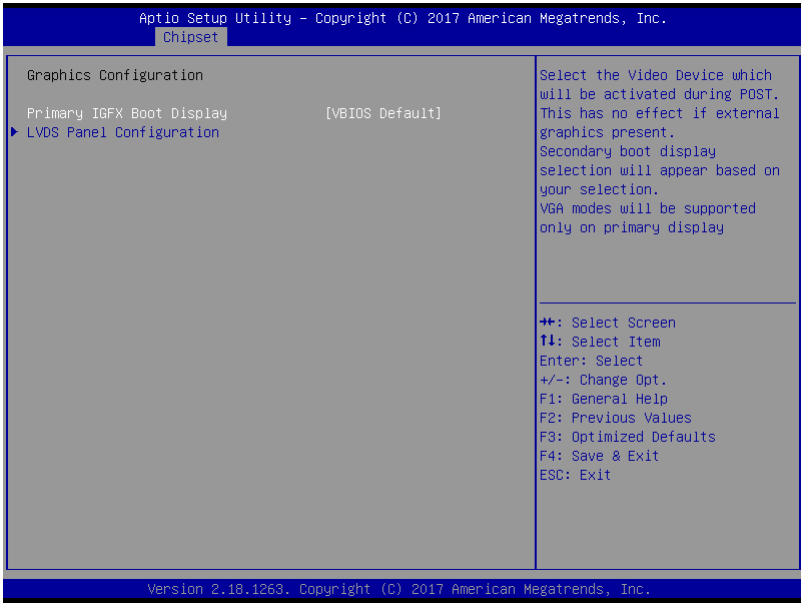 Aptio Setup Utility – Copyright (C) 2017 American Megatrends, Inc.
Chipset
Graphics Configuration
Primary IGFX Boot Display [VBIOS Default]
LVDS Panel Configuration
Select the Video Device which
will be activated during POST.
This has no effect if external
graphics present.
Secondary boot display
selection will appear based on
your selection.
VGA modes will be supported
only on primary display
→←: Select Screen
↑↓: Select Item
Enter: Select
+/-: Change Opt.
F1: General Help
F2: Previous Values
F3: Optimized Defaults
F4: Save & Exit
ESC: Exit
Version 2.18.1263. Copyright (C) 2017 American Megatrends, Inc.